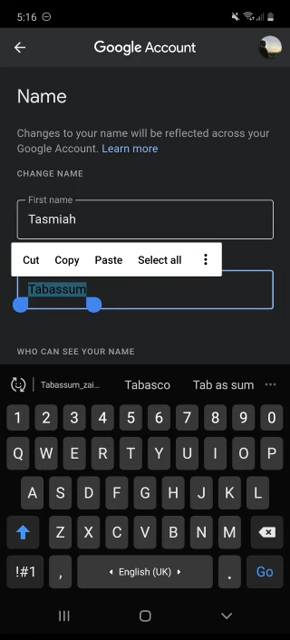 5:16
Google Account
Name
Changes to your name will be reflected across your
Google Account. Learn more
CHANGE NAME
First name
Tasmiah
Cut Copy Paste Select all
Tabassum
WHO CAN SEE YOUR NAME
Tabassum_zai... Tabasco Tab as sum
1 2 3 4 5 6 7 8 9 0
Q W E R T Y U I O P
A S D F G H J K L
Z X C V B N M
!#1 , English (UK) . Go